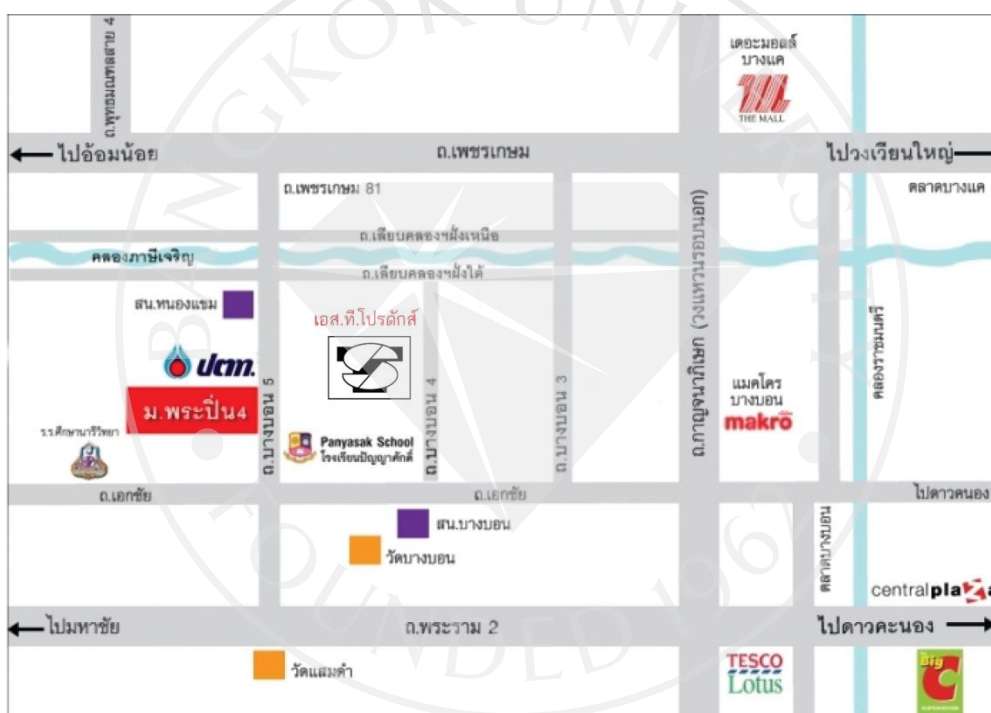 BANGKOK UNIVERSITY
ถ.พุทธมณฑลสาย 4
เดอะมอลล์
บางแค
THE MALL
ไปอ้อมน้อย
ถ.เพชรเกษม
ไปวงเวียนใหญ่
ถ.เพชรเกษม 81
ตลาดบางแค
ถ.เลียบคลองฯฝั่งเหนือ
คลองภาษีเจริญ
ถ.เลียบคลองฯฝั่งใต้
ถ.กาญจนาภิเษก (วงแหวนรอบนอก)
สน.หนองแขม
เอส.ที.โปรดักส์
คลองราชมนตรี
ปตท.
ม.พระปิ่น4
ถ.บางบอน 5
ถ.บางบอน 4
ถ.บางบอน 3
แมคโคร
บางบอน
makro
ร.ร.ศึกษานารีวิทยา
Panyasak School
โรงเรียนปัญญาศักดิ์
ถ.เอกชัย
ถ.เอกชัย
ไปดาวคนอง
สน.บางบอน
วัดบางบอน
ตลาดบางบอน
centralplaza
ไปมหาชัย
ถ.พระราม 2
ไปดาวคะนอง
วัดแสมดำ
TESCO
Lotus
Big
C
FOUNDED 1962